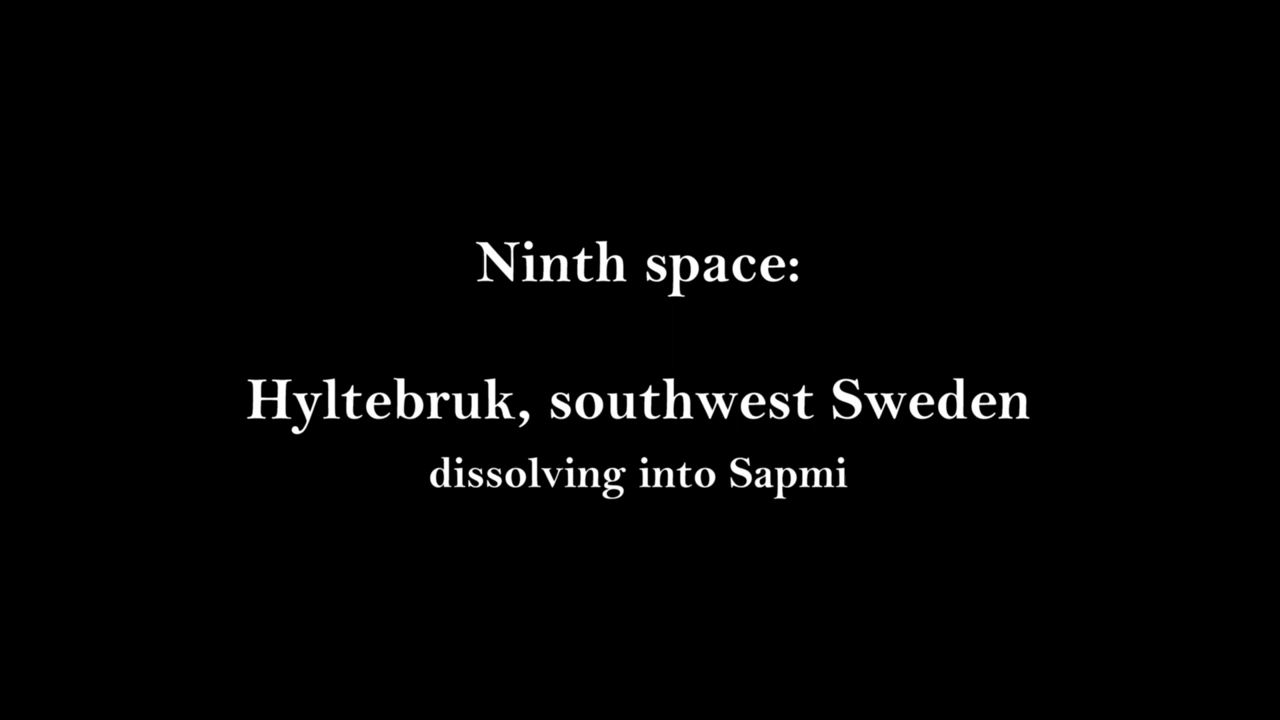 Ninth space:
Hyltebruk, southwest Sweden
dissolving into Sapmi